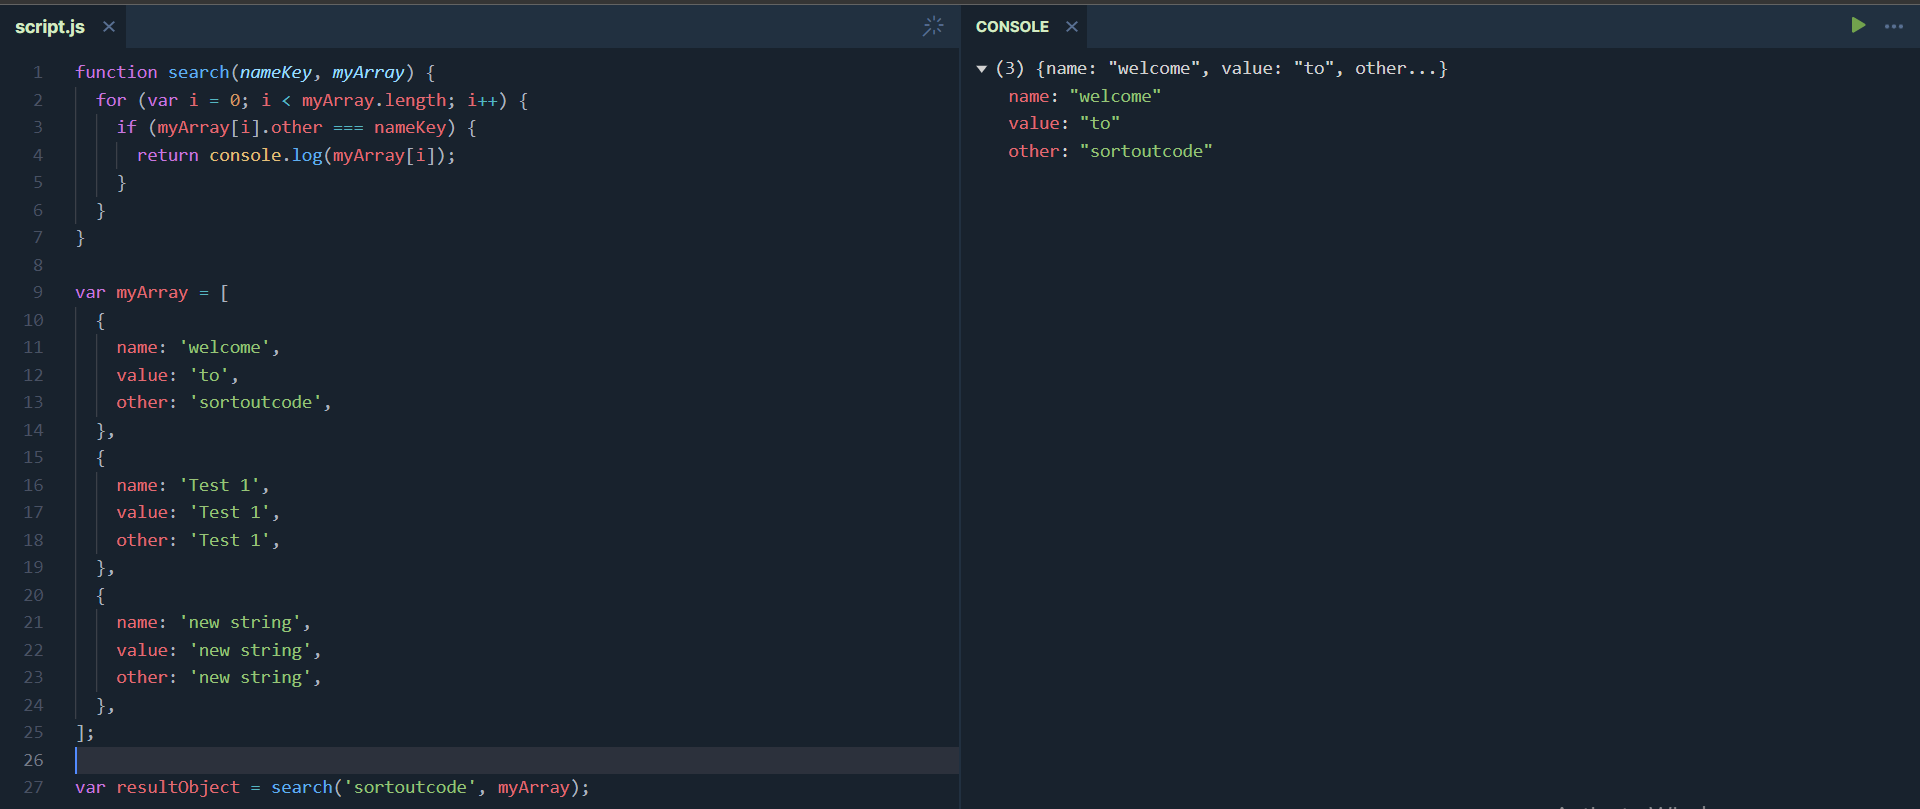 script.js
CONSOLE
1 function search(nameKey, myArray) {
2 for (var i = 0; i < myArray.length; i++) {
3 if (myArray[i].other === nameKey) {
4 return console.log(myArray[i]);
5 }
6 }
7 }
8
9 var myArray = [
10 {
11 name: 'welcome',
12 value: 'to',
13 other: 'sortoutcode',
14 },
15 {
16 name: 'Test 1',
17 value: 'Test 1',
18 other: 'Test 1',
19 },
20 {
21 name: 'new string',
22 value: 'new string',
23 other: 'new string',
24 },
25 ];
26
27 var resultObject = search('sortoutcode', myArray);
(3) {name: "welcome", value: "to", other...}
name: "welcome"
value: "to"
other: "sortoutcode"